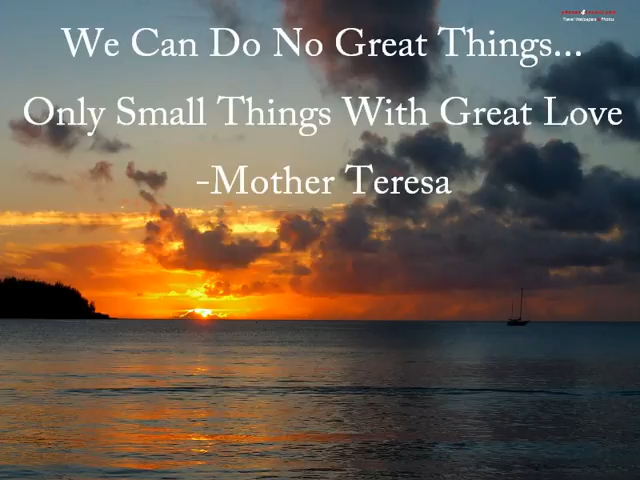 We Can Do No Great Things...
Only Small Things With Great Love
-Mother Teresa